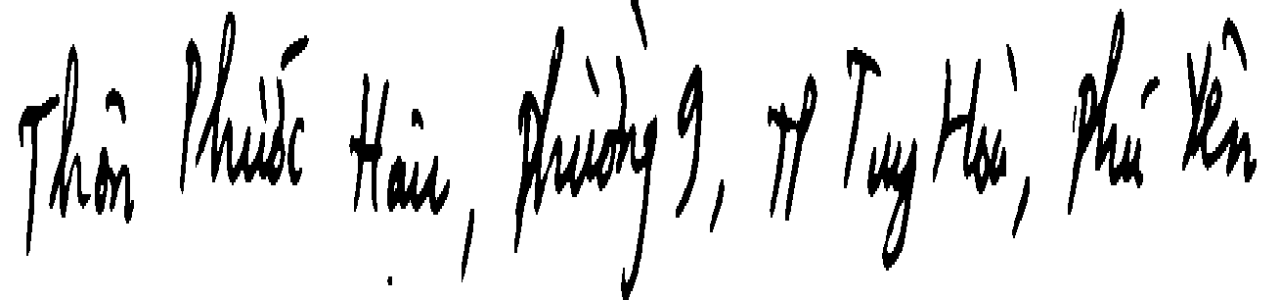 Thôn Phước Hậu, Phường 9, TP Tuy Hoà, Phú Yên